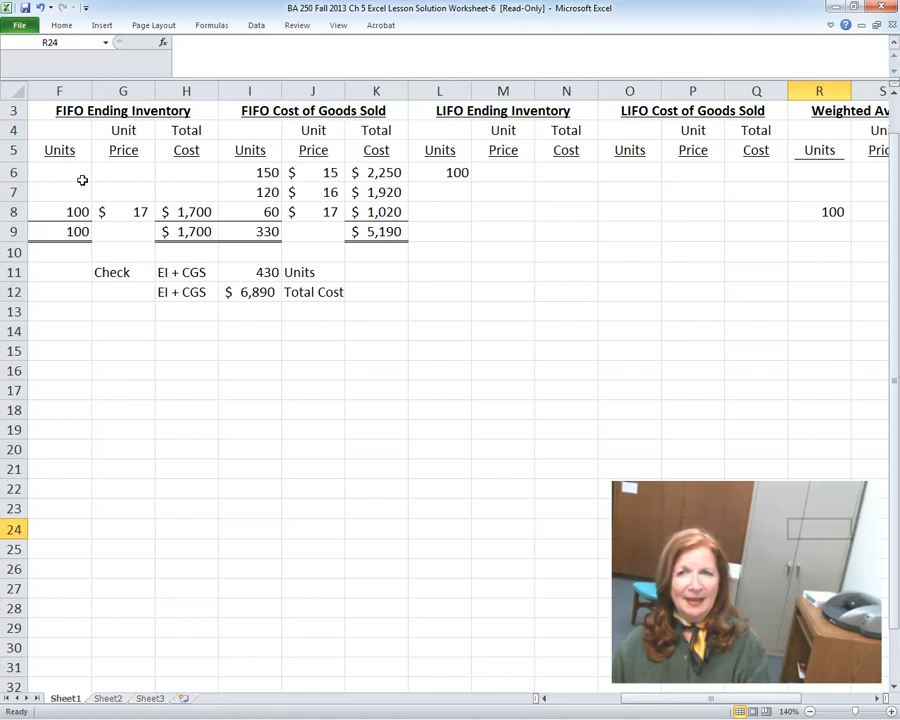 BA 250 Fall 2013 Ch 5 Excel Lesson Solution Worksheet-6 [Read-Only] - Microsoft Excel
File Home Insert Page Layout Formulas Data Review View Acrobat
R24 fx
F G H I J K L M N O P Q R S
3 FIFO Ending Inventory FIFO Cost of Goods Sold LIFO Ending Inventory LIFO Cost of Goods Sold Weighted Av
4 Unit Total Unit Total Unit Total Unit Total Un
5 Units Price Cost Units Price Cost Units Price Cost Units Price Cost Units Pric
6 150 $ 15 $ 2,250 100
7 120 $ 16 $ 1,920
8 100 $ 17 $ 1,700 60 $ 17 $ 1,020 100
9 100 $ 1,700 330 $ 5,190
10
11 Check EI + CGS 430 Units
12 EI + CGS $ 6,890 Total Cost
13
14
15
16
17
18
19
20
21
22
23
24
25
26
27
28
29
30
31
32
Sheet1 Sheet2 Sheet3
Ready 140%